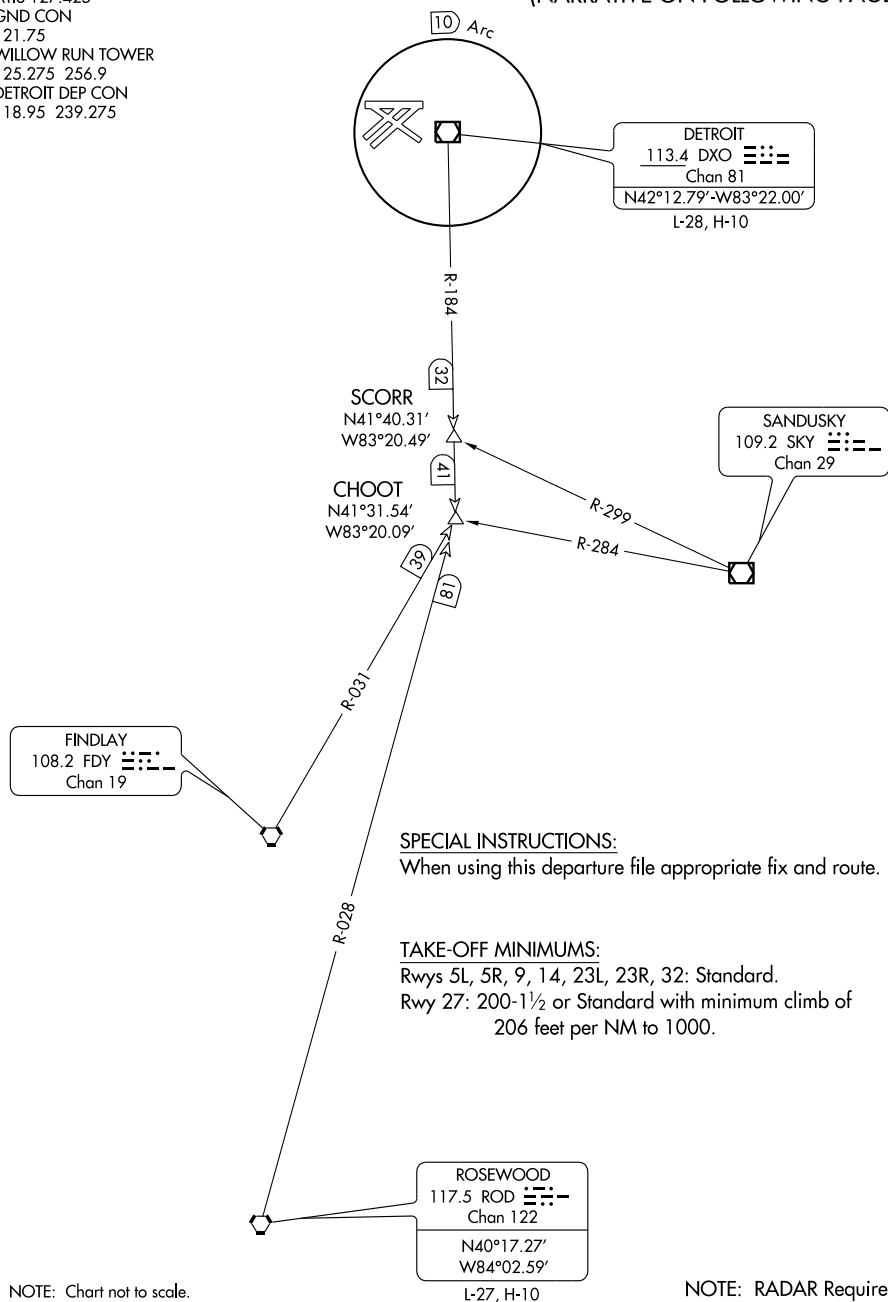 127.425
GND CON
21.75
WILLOW RUN TOWER
25.275 256.9
DETROIT DEP CON
18.95 239.275
10 Arc
DETROIT
113.4 DXO
Chan 81
N42°12.79'-W83°22.00'
L-28, H-10
R-184
32
SCORR
N41°40.31'
W83°20.49'
41
CHOOT
N41°31.54'
W83°20.09'
SANDUSKY
109.2 SKY
Chan 29
R-299
R-284
39
81
R-031
FINDLAY
108.2 FDY
Chan 19
R-028
SPECIAL INSTRUCTIONS:
When using this departure file appropriate fix and route.
TAKE-OFF MINIMUMS:
Rwys 5L, 5R, 9, 14, 23L, 23R, 32: Standard.
Rwy 27: 200-1½ or Standard with minimum climb of
206 feet per NM to 1000.
ROSEWOOD
117.5 ROD
Chan 122
N40°17.27'
W84°02.59'
L-27, H-10
NOTE: Chart not to scale.
NOTE: RADAR Require